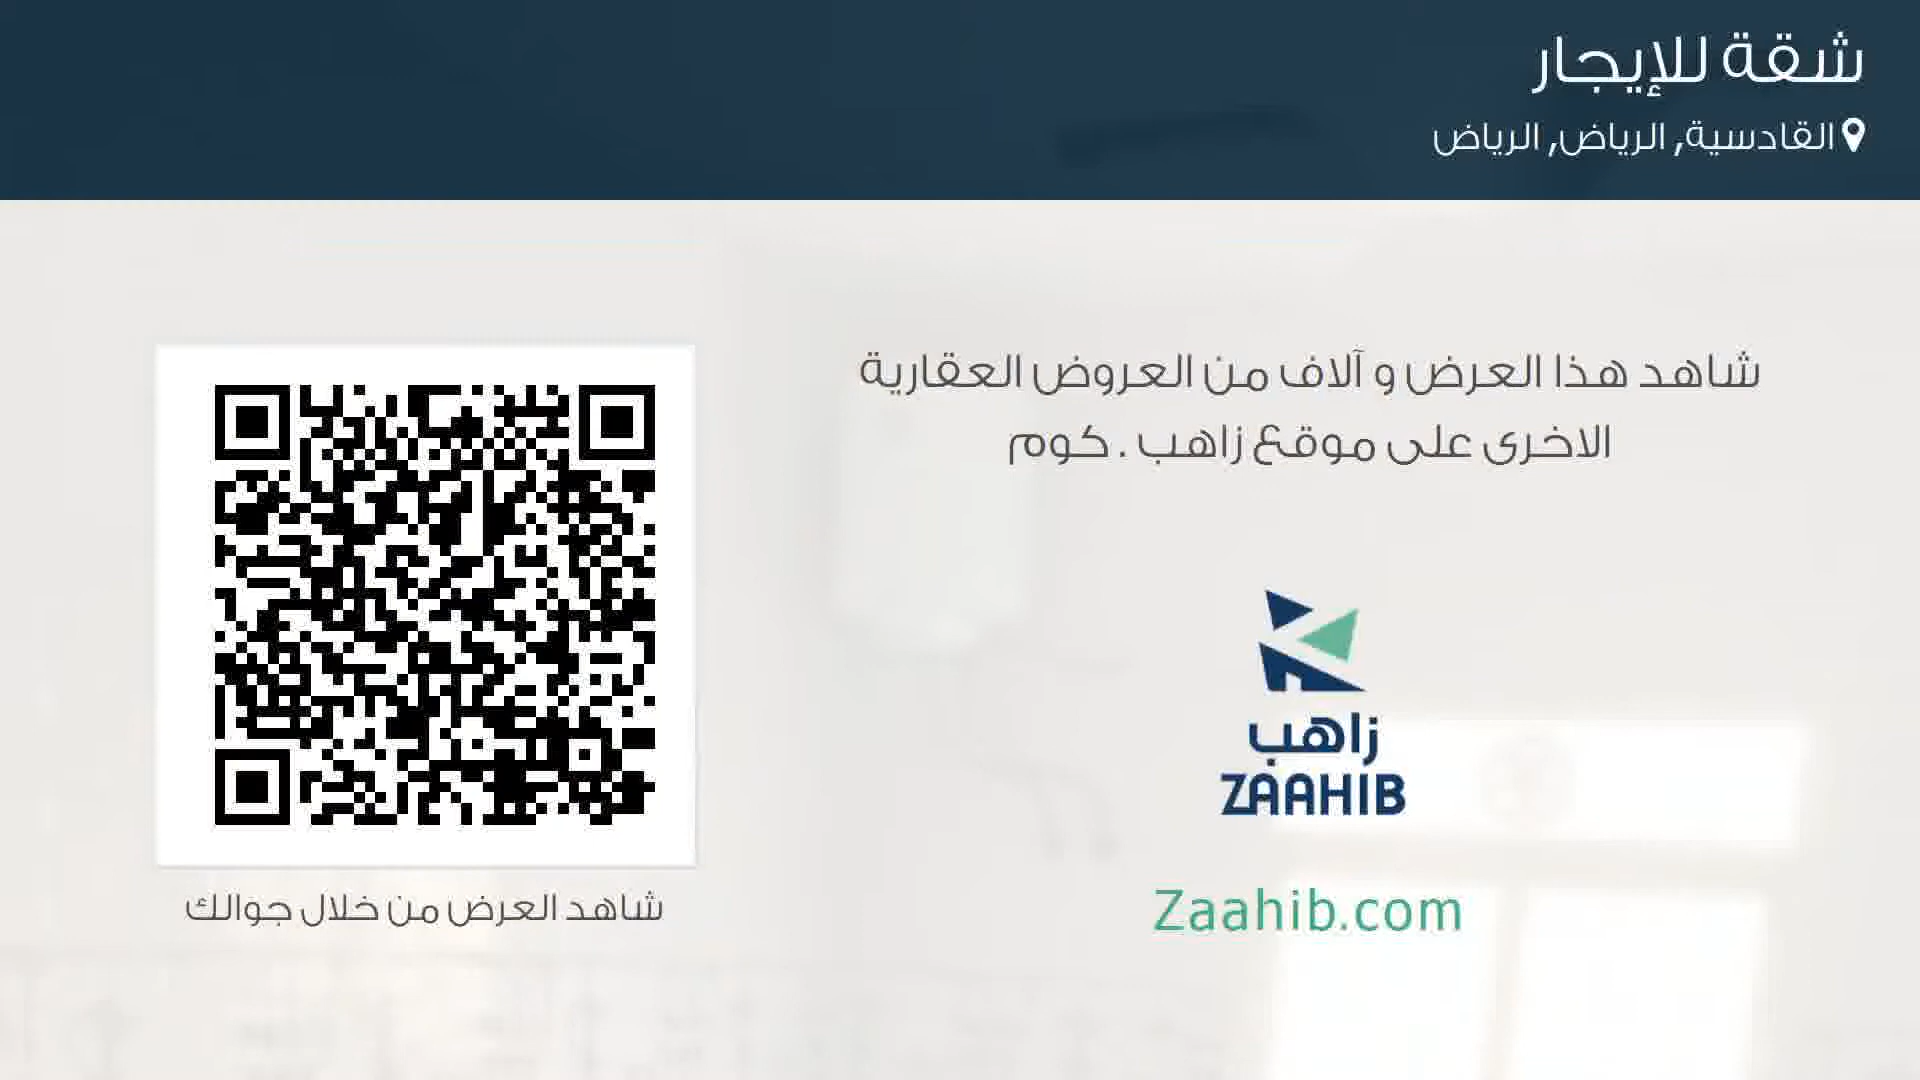 شقة للإيجار
القادسية, الرياض, الرياض
شاهد هذا العرض و آلاف من العروض العقارية
الاخرى على موقع زاهب . كوم
زاهب
ZAAHIB
Zaahib.com
شاهد العرض من خلال جوالك